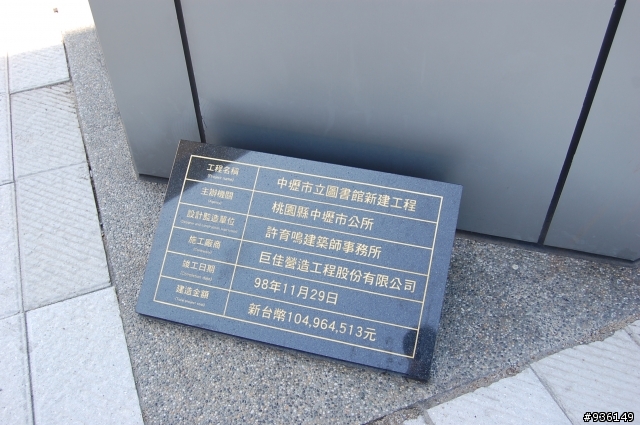 工程名稱 中壢市立圖書館新建工程
主辦機關 桃園縣中壢市公所
設計監造單位 許育鳴建築師事務所
施工廠商 巨佳營造工程股份有限公司
竣工日期 98年11月29日
建造金額 新台幣104,964,513元
#936149